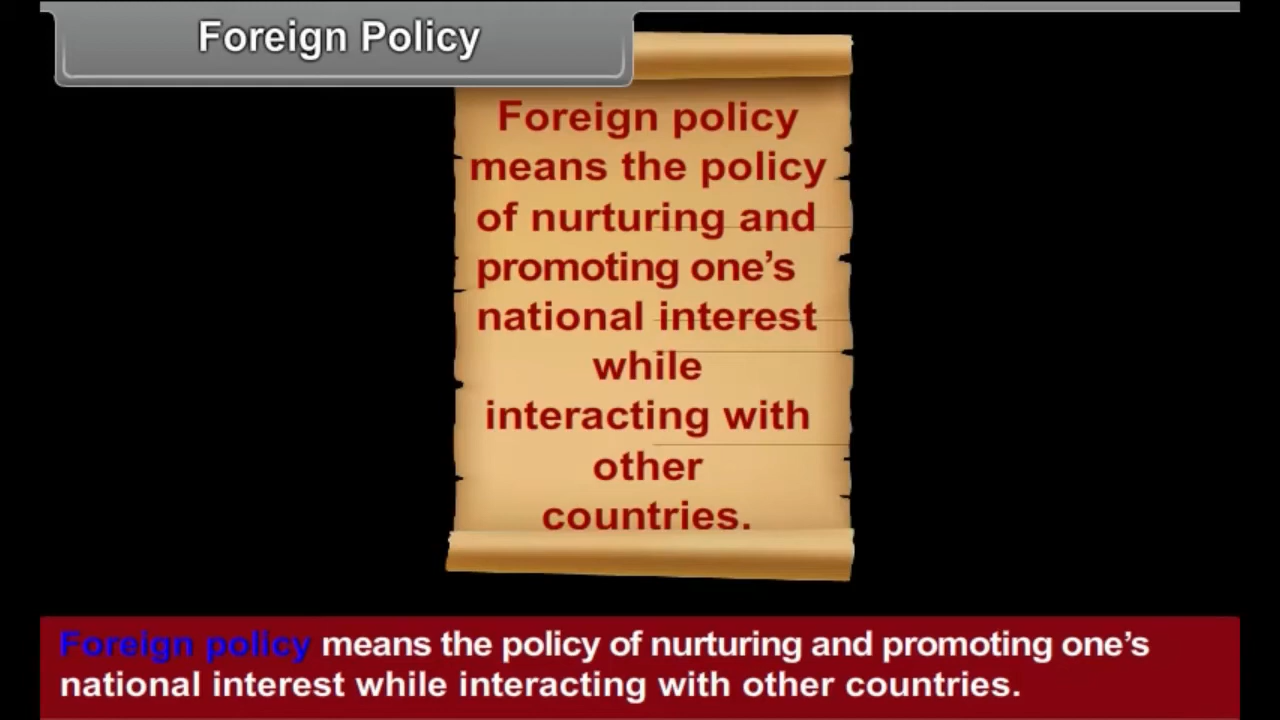 Foreign Policy
Foreign policy
means the policy
of nurturing and
promoting one’s
national interest
while
interacting with
other
countries.
Foreign policy means the policy of nurturing and promoting one’s
national interest while interacting with other countries.